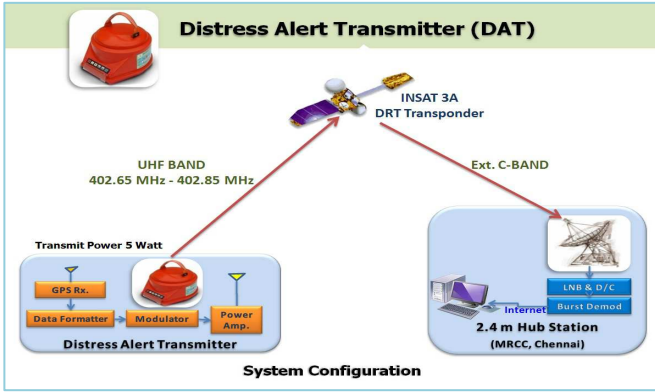 Distress Alert Transmitter (DAT)
INSAT 3A
DRT Transponder
UHF BAND
402.65 MHz - 402.85 MHz
Ext. C-BAND
Transmit Power 5 Watt
GPS Rx.
Data Formatter
Modulator
Power
Amp.
Distress Alert Transmitter
LNB & D/C
Internet
Burst Demod
2.4 m Hub Station
(MRCC, Chennai)
System Configuration